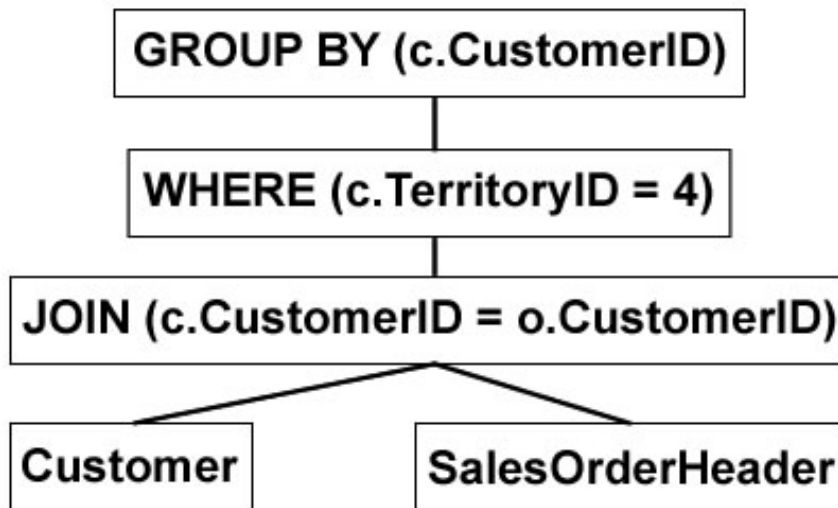 GROUP BY (c.CustomerID)
WHERE (c.TerritoryID = 4)
JOIN (c.CustomerID = o.CustomerID)
Customer
SalesOrderHeader